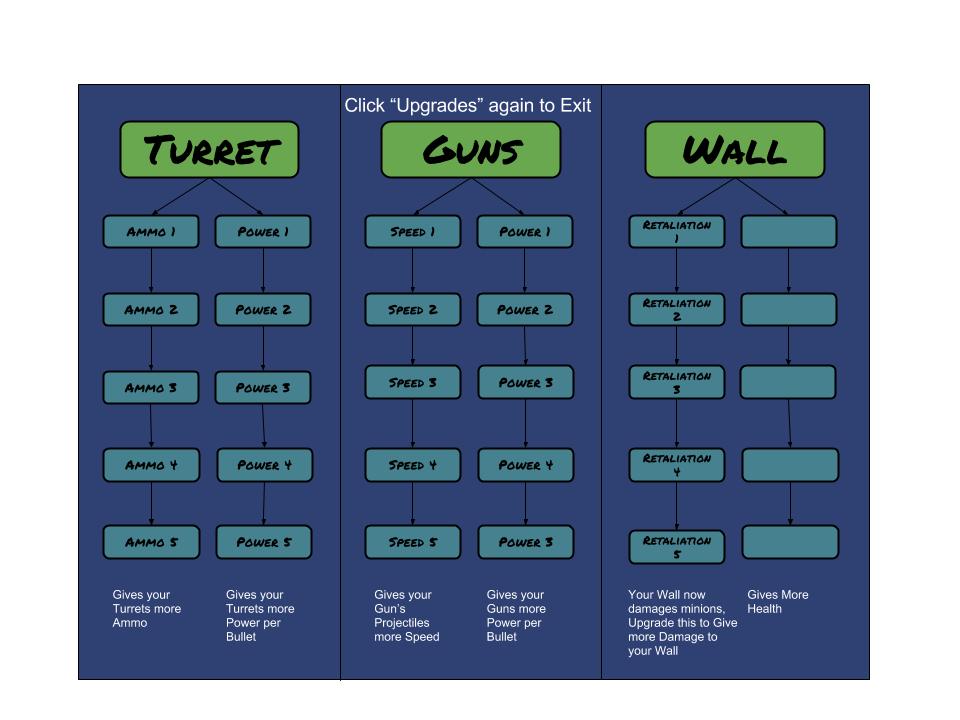 Click “Upgrades” again to Exit
Turret
Guns
Wall
Ammo 1
Power 1
Speed 1
Power 1
Retaliation
1
Ammo 2
Power 2
Speed 2
Power 2
Retaliation
2
Ammo 3
Power 3
Speed 3
Power 3
Retaliation
3
Ammo 4
Power 4
Speed 4
Power 4
Retaliation
4
Ammo 5
Power 5
Speed 5
Power 3
Retaliation
5
Gives your
Turrets more
Ammo
Gives your
Turrets more
Power per
Bullet
Gives your
Gun’s
Projectiles
more Speed
Gives your
Guns more
Power per
Bullet
Your Wall now
damages minions,
Upgrade this to Give
more Damage to
your Wall
Gives More
Health